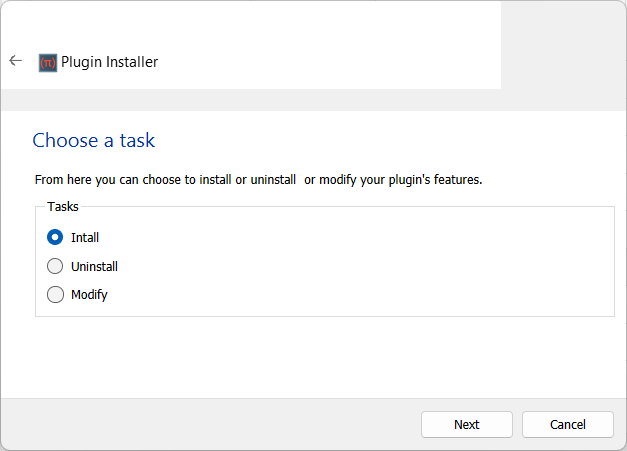 (π) Plugin Installer
Choose a task
From here you can choose to install or uninstall  or modify your plugin's features.
Tasks
Intall
Uninstall
Modify
Next Cancel